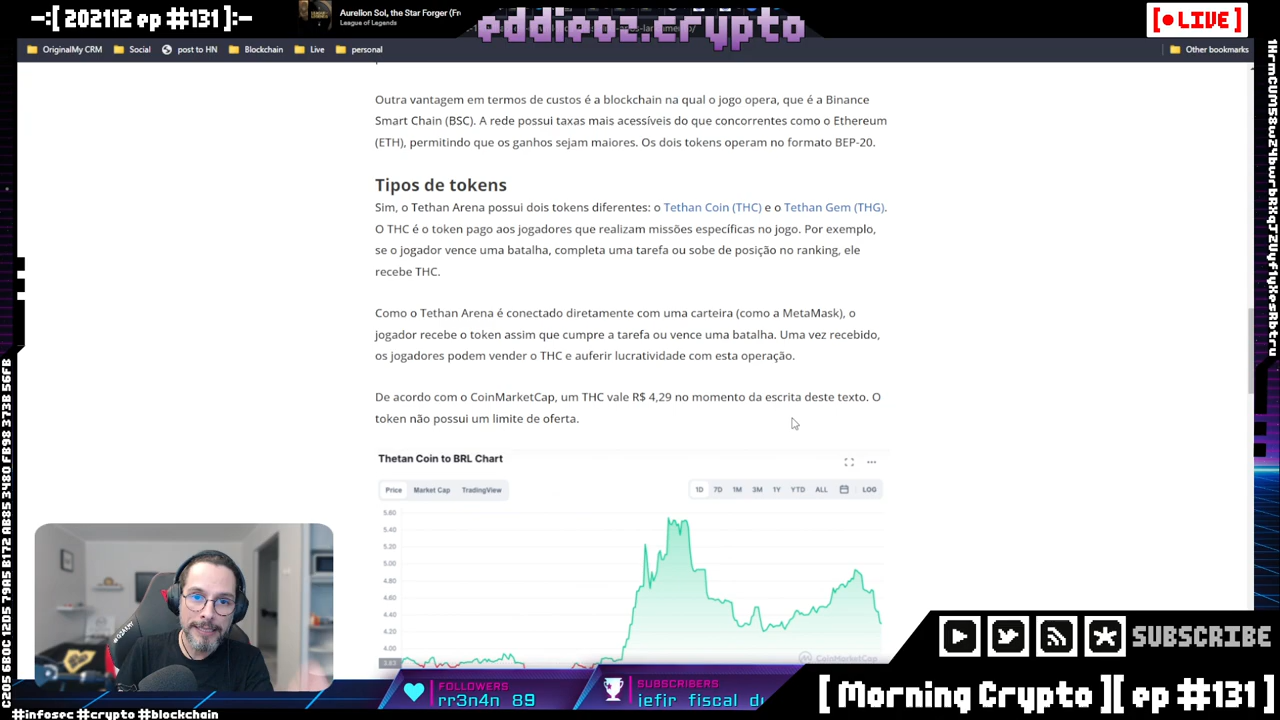 -:[ 202112 ep #131 ]:-
Aurelion Sol, the Star Forger (Fr
League of Legends
eddieoz.crypto
[ LIVE ]
OriginalMy CRM
Social
post to HN
Blockchain
Live
personal
Other bookmarks
Outra vantagem em termos de custos é a blockchain na qual o jogo opera, que é a Binance
Smart Chain (BSC). A rede possui taxas mais acessíveis do que concorrentes como o Ethereum
(ETH), permitindo que os ganhos sejam maiores. Os dois tokens operam no formato BEP-20.
Tipos de tokens
Sim, o Tethan Arena possui dois tokens diferentes: o Tethan Coin (THC) e o Tethan Gem (THG).
O THC é o token pago aos jogadores que realizam missões específicas no jogo. Por exemplo,
se o jogador vence uma batalha, completa uma tarefa ou sobe de posição no ranking, ele
recebe THC.
Como o Tethan Arena é conectado diretamente com uma carteira (como a MetaMask), o
jogador recebe o token assim que cumpre a tarefa ou vence uma batalha. Uma vez recebido,
os jogadores podem vender o THC e auferir lucratividade com esta operação.
De acordo com o CoinMarketCap, um THC vale R$ 4,29 no momento da escrita deste texto. O
token não possui um limite de oferta.
Thetan Coin to BRL Chart
Price
Market Cap
TradingView
1D
7D
1M
3M
1Y
YTD
ALL
LOG
5.60
5.40
5.20
5.00
4.80
4.60
4.40
4.20
4.00
3.83
CoinMarketCap
SUBSCRIBE
FOLLOWERS
rr3n4n 89
SUBSCRIBERS
iefir fiscal du
[ Morning Crypto ][ ep #131 ]
#infosec #crypto #blockchain